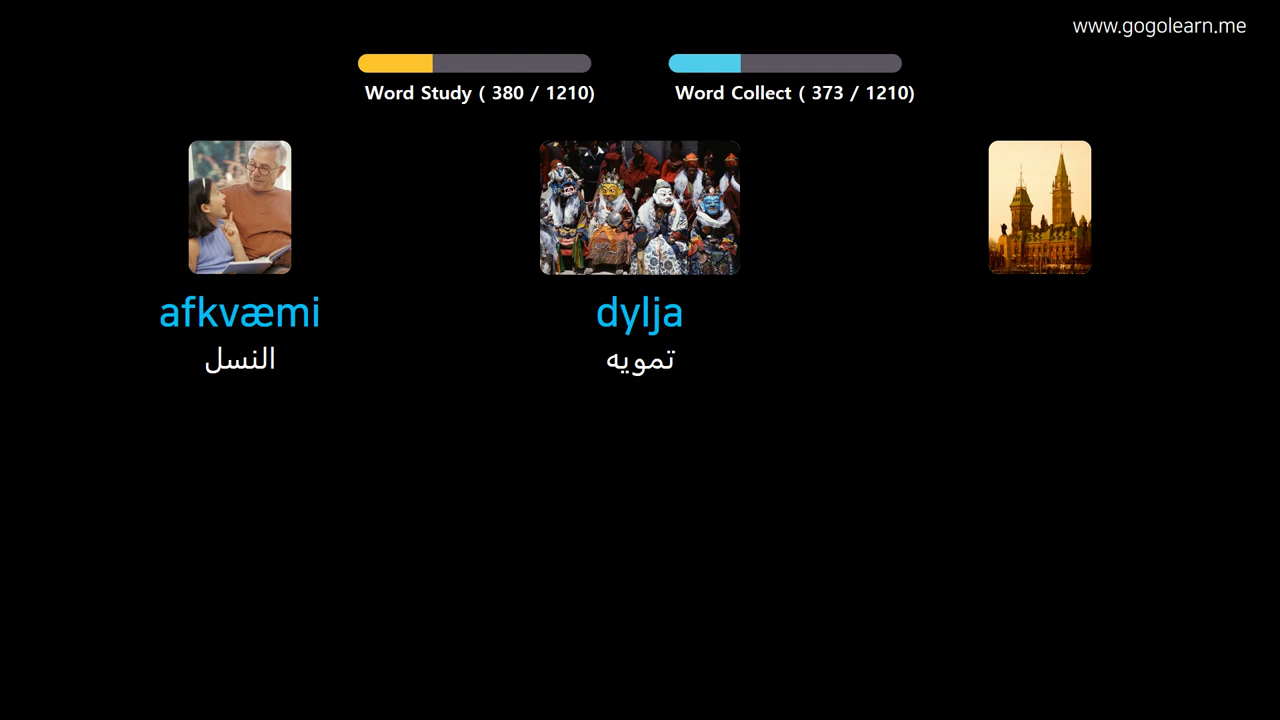 www.gogolearn.me
Word Study ( 380 / 1210)
Word Collect ( 373 / 1210)
afkvæmi
النسل
dylja
تمويه